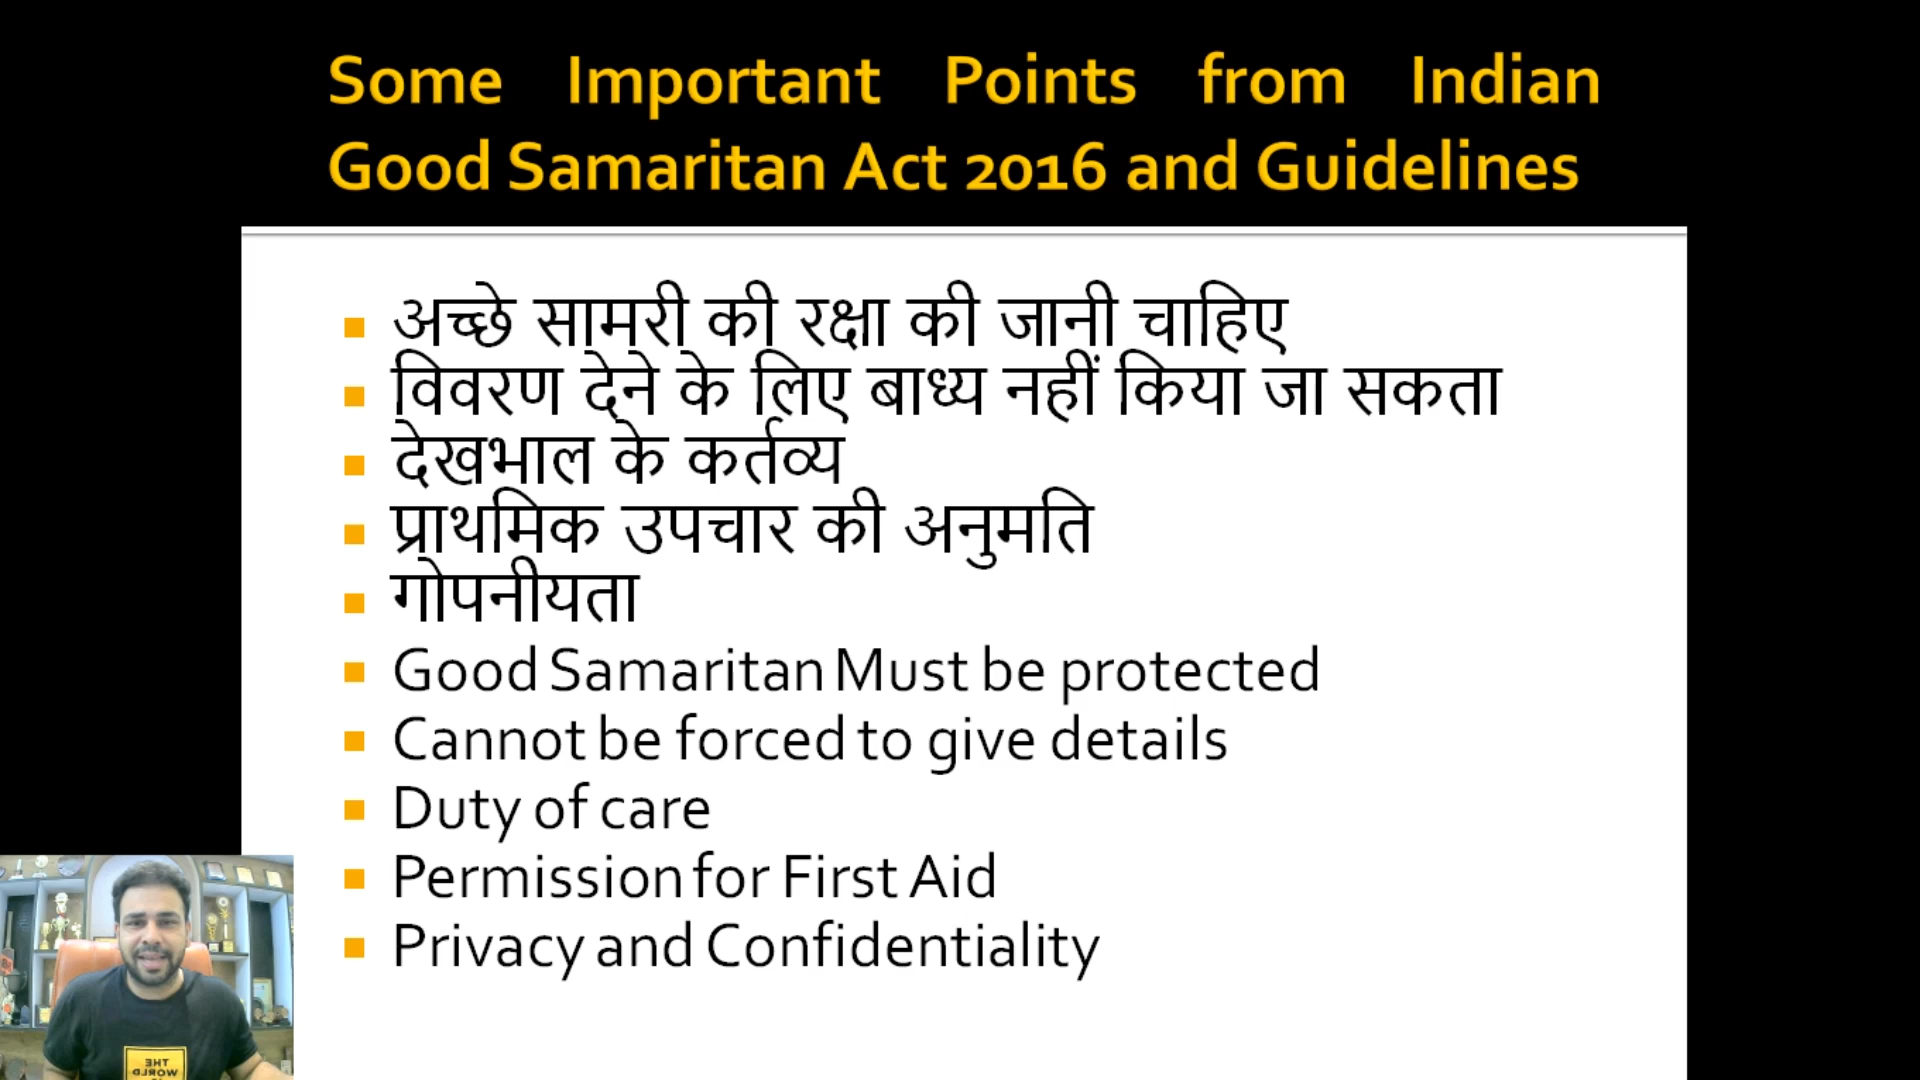 Some Important Points from Indian
Good Samaritan Act 2016 and Guidelines
अच्छे सामरी की रक्षा की जानी चाहिए
विवरण देने के लिए बाध्य नहीं किया जा सकता
देखभाल के कर्तव्य
प्राथमिक उपचार की अनुमति
गोपनीयता
Good Samaritan Must be protected
Cannot be forced to give details
Duty of care
Permission for First Aid
Privacy and Confidentiality
THE
WORLD